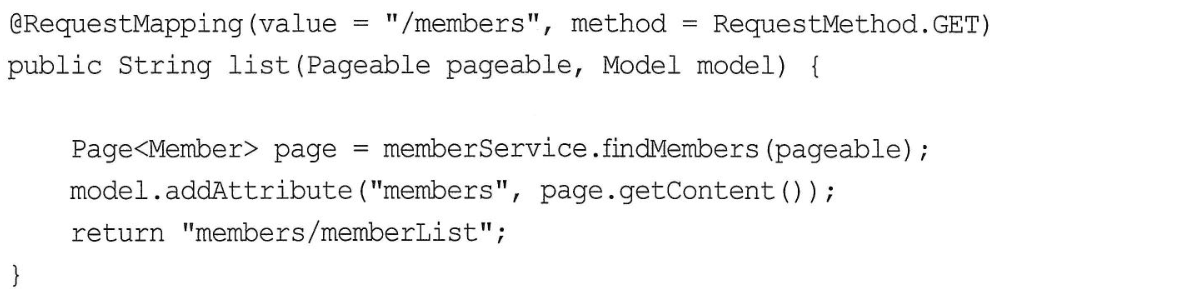 @RequestMapping(value = "/members", method = RequestMethod.GET)
public String list(Pageable pageable, Model model) {
Page<Member> page = memberService.findMembers(pageable);
model.addAttribute("members", page.getContent());
return "members/memberList";
}